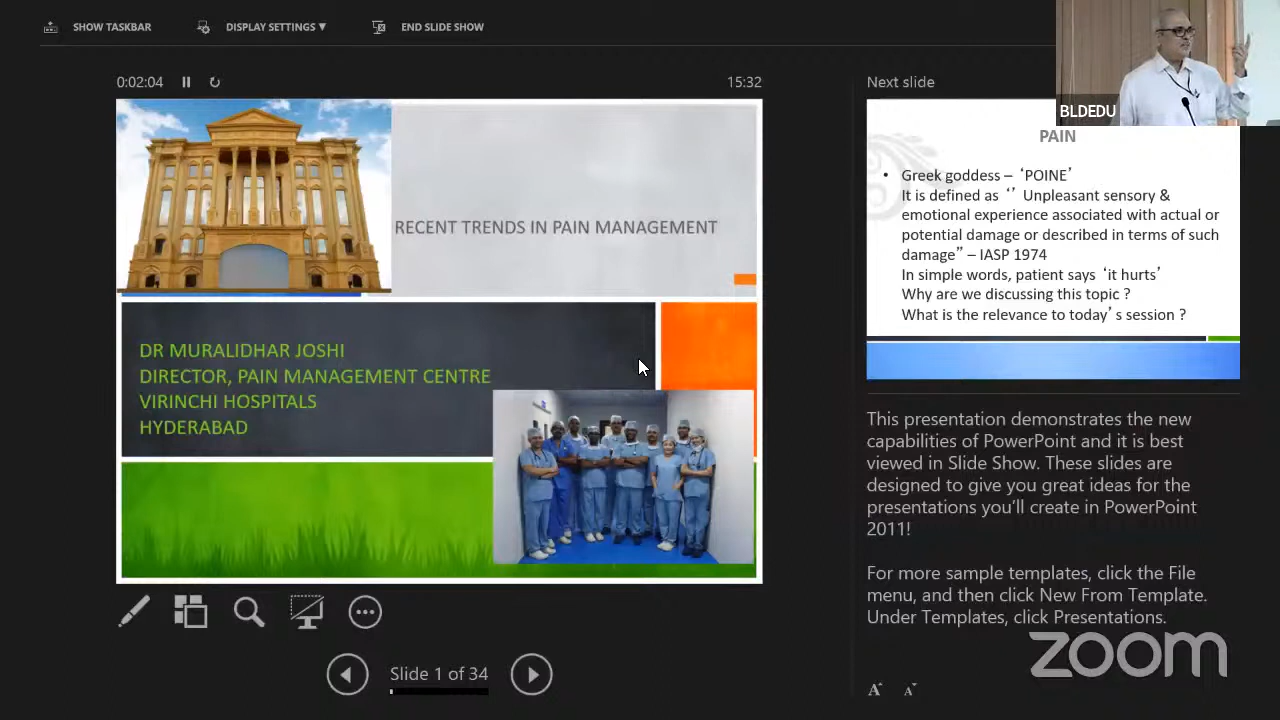 SHOW TASKBAR
DISPLAY SETTINGS ▼
END SLIDE SHOW
0:02:04
15:32
RECENT TRENDS IN PAIN MANAGEMENT
DR MURALIDHAR JOSHI
DIRECTOR, PAIN MANAGEMENT CENTRE
VIRINCHI HOSPITALS
HYDERABAD
Slide 1 of 34
Next slide
BLDEDU
PAIN
• Greek goddess – ‘POINE’
It is defined as ‘’ Unpleasant sensory &
emotional experience associated with actual or
potential damage or described in terms of such
damage” – IASP 1974
In simple words, patient says ‘it hurts’
Why are we discussing this topic ?
What is the relevance to today’s session ?
This presentation demonstrates the new
capabilities of PowerPoint and it is best
viewed in Slide Show. These slides are
designed to give you great ideas for the
presentations you’ll create in PowerPoint
2011!
For more sample templates, click the File
menu, and then click New From Template.
Under Templates, click Presentations.
zoom
A A